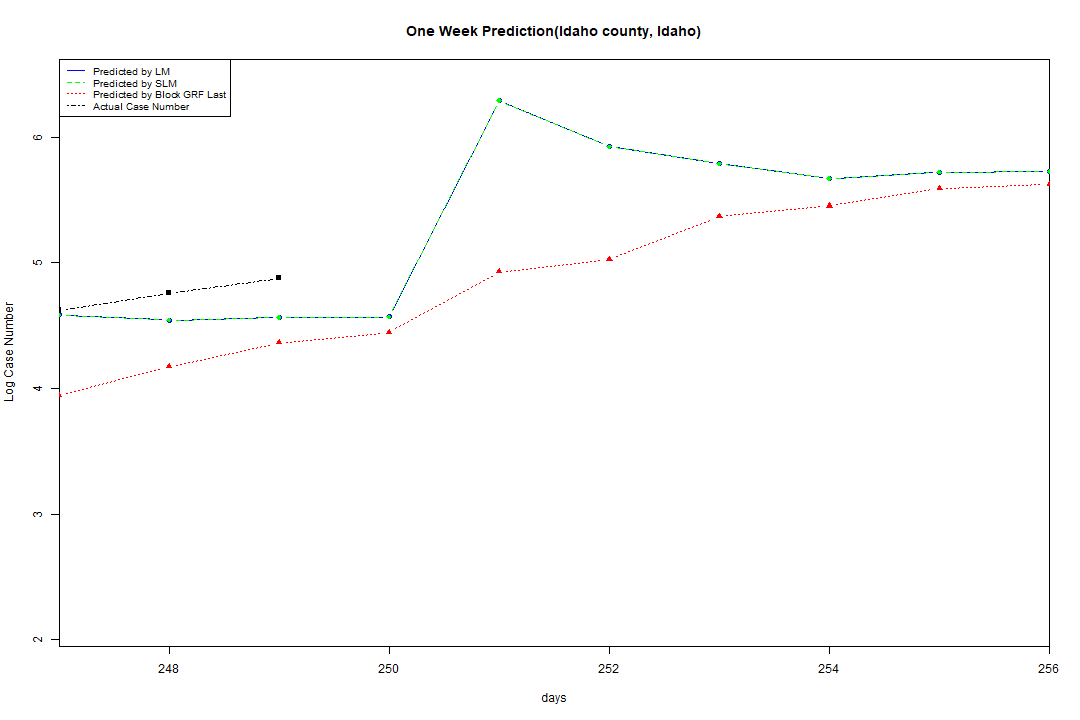 One Week Prediction(Idaho county, Idaho)
Predicted by LM
Predicted by SLM
Predicted by Block GRF Last
Actual Case Number
6
5
4
3
2
Log Case Number
248 250 252 254 256
days